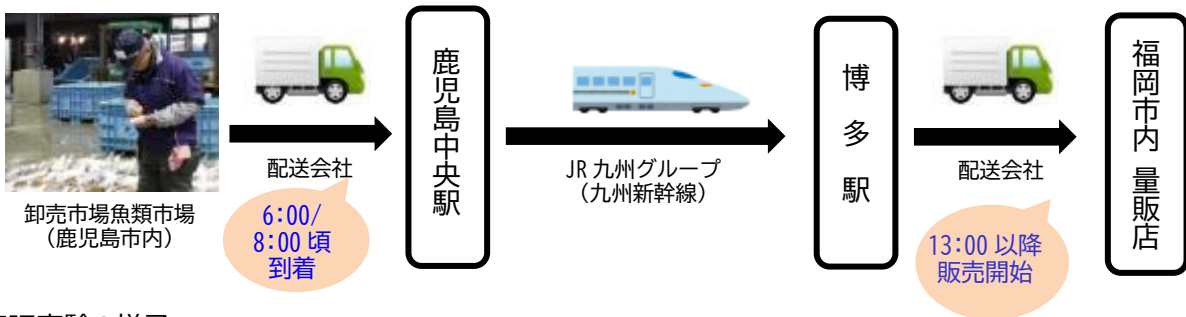 卸売市場魚類市場
（鹿児島市内）
配送会社
6：00/
8：00 頃
到着
鹿児島中央駅
JR 九州グループ
（九州新幹線）
博多駅
配送会社
13：00 以降
販売開始
福岡市内 量販店